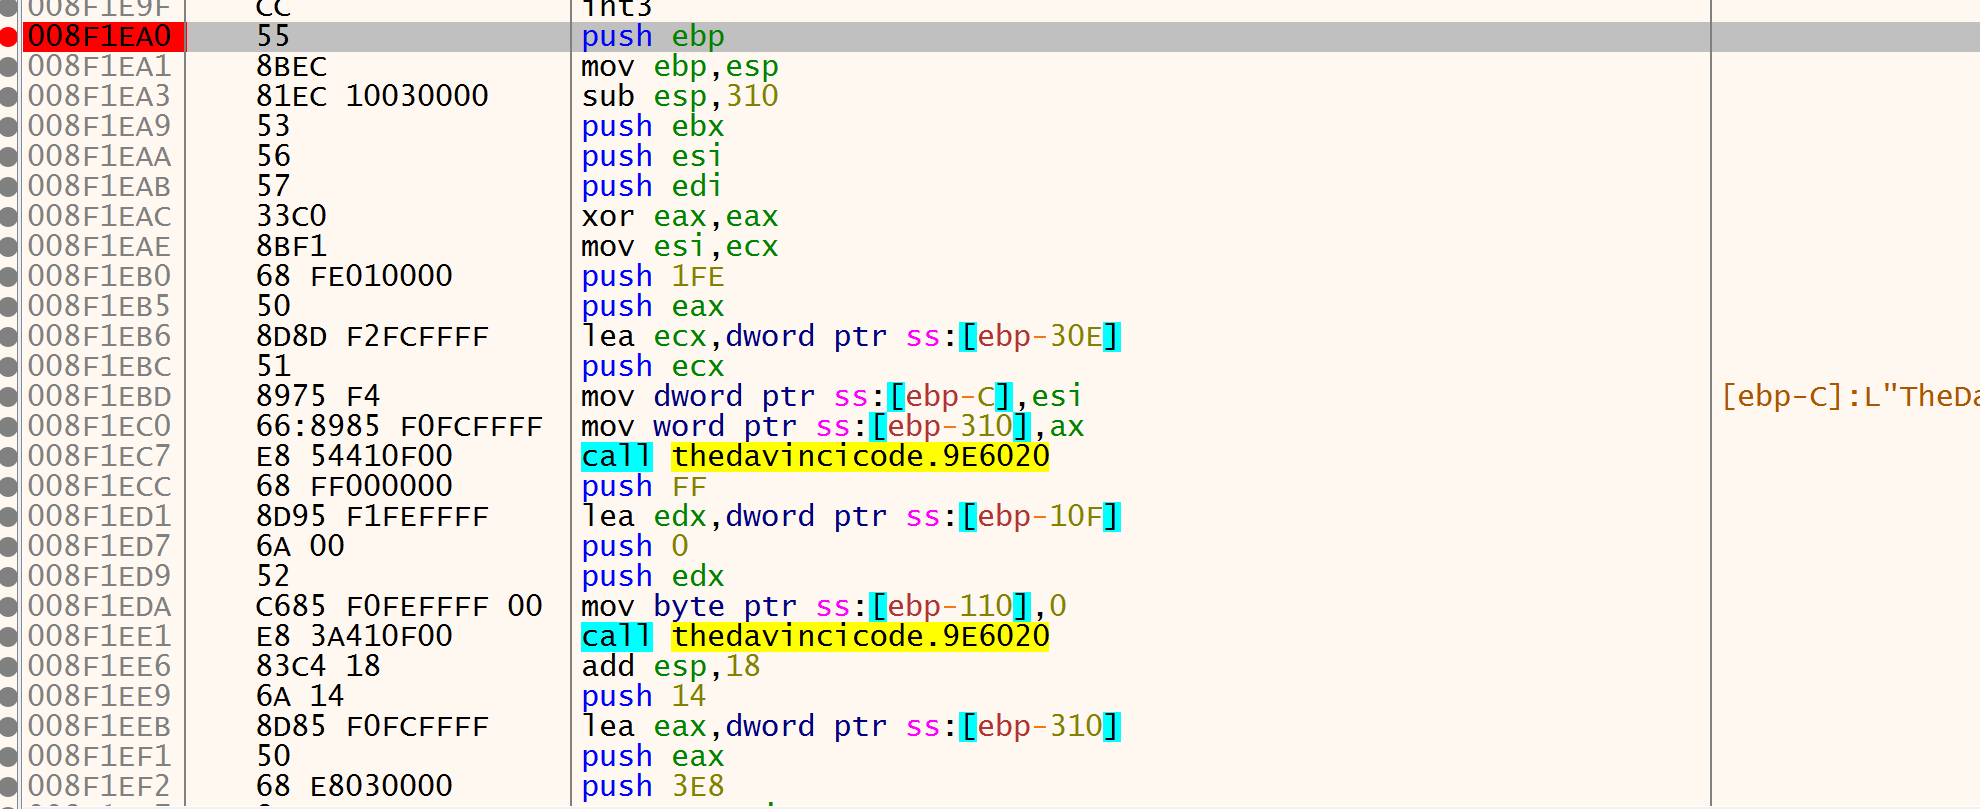 008F1E9F CC int3
008F1EA0 55 push ebp
008F1EA1 8BEC mov ebp,esp
008F1EA3 81EC 10030000 sub esp,310
008F1EA9 53 push ebx
008F1EAA 56 push esi
008F1EAB 57 push edi
008F1EAC 33C0 xor eax,eax
008F1EAE 8BF1 mov esi,ecx
008F1EB0 68 FE010000 push 1FE
008F1EB5 50 push eax
008F1EB6 8D8D F2FCFFFF lea ecx,dword ptr ss:[ebp-30E]
008F1EBC 51 push ecx
008F1EBD 8975 F4 mov dword ptr ss:[ebp-C],esi [ebp-C]:L"TheDa
008F1EC0 66:8985 F0FCFFFF mov word ptr ss:[ebp-310],ax
008F1EC7 E8 54410F00 call thedavincicode.9E6020
008F1ECC 68 FF000000 push FF
008F1ED1 8D95 F1FEFFFF lea edx,dword ptr ss:[ebp-10F]
008F1ED7 6A 00 push 0
008F1ED9 52 push edx
008F1EDA C685 F0FEFFFF 00 mov byte ptr ss:[ebp-110],0
008F1EE1 E8 3A410F00 call thedavincicode.9E6020
008F1EE6 83C4 18 add esp,18
008F1EE9 6A 14 push 14
008F1EEB 8D85 F0FCFFFF lea eax,dword ptr ss:[ebp-310]
008F1EF1 50 push eax
008F1EF2 68 E8030000 push 3E8